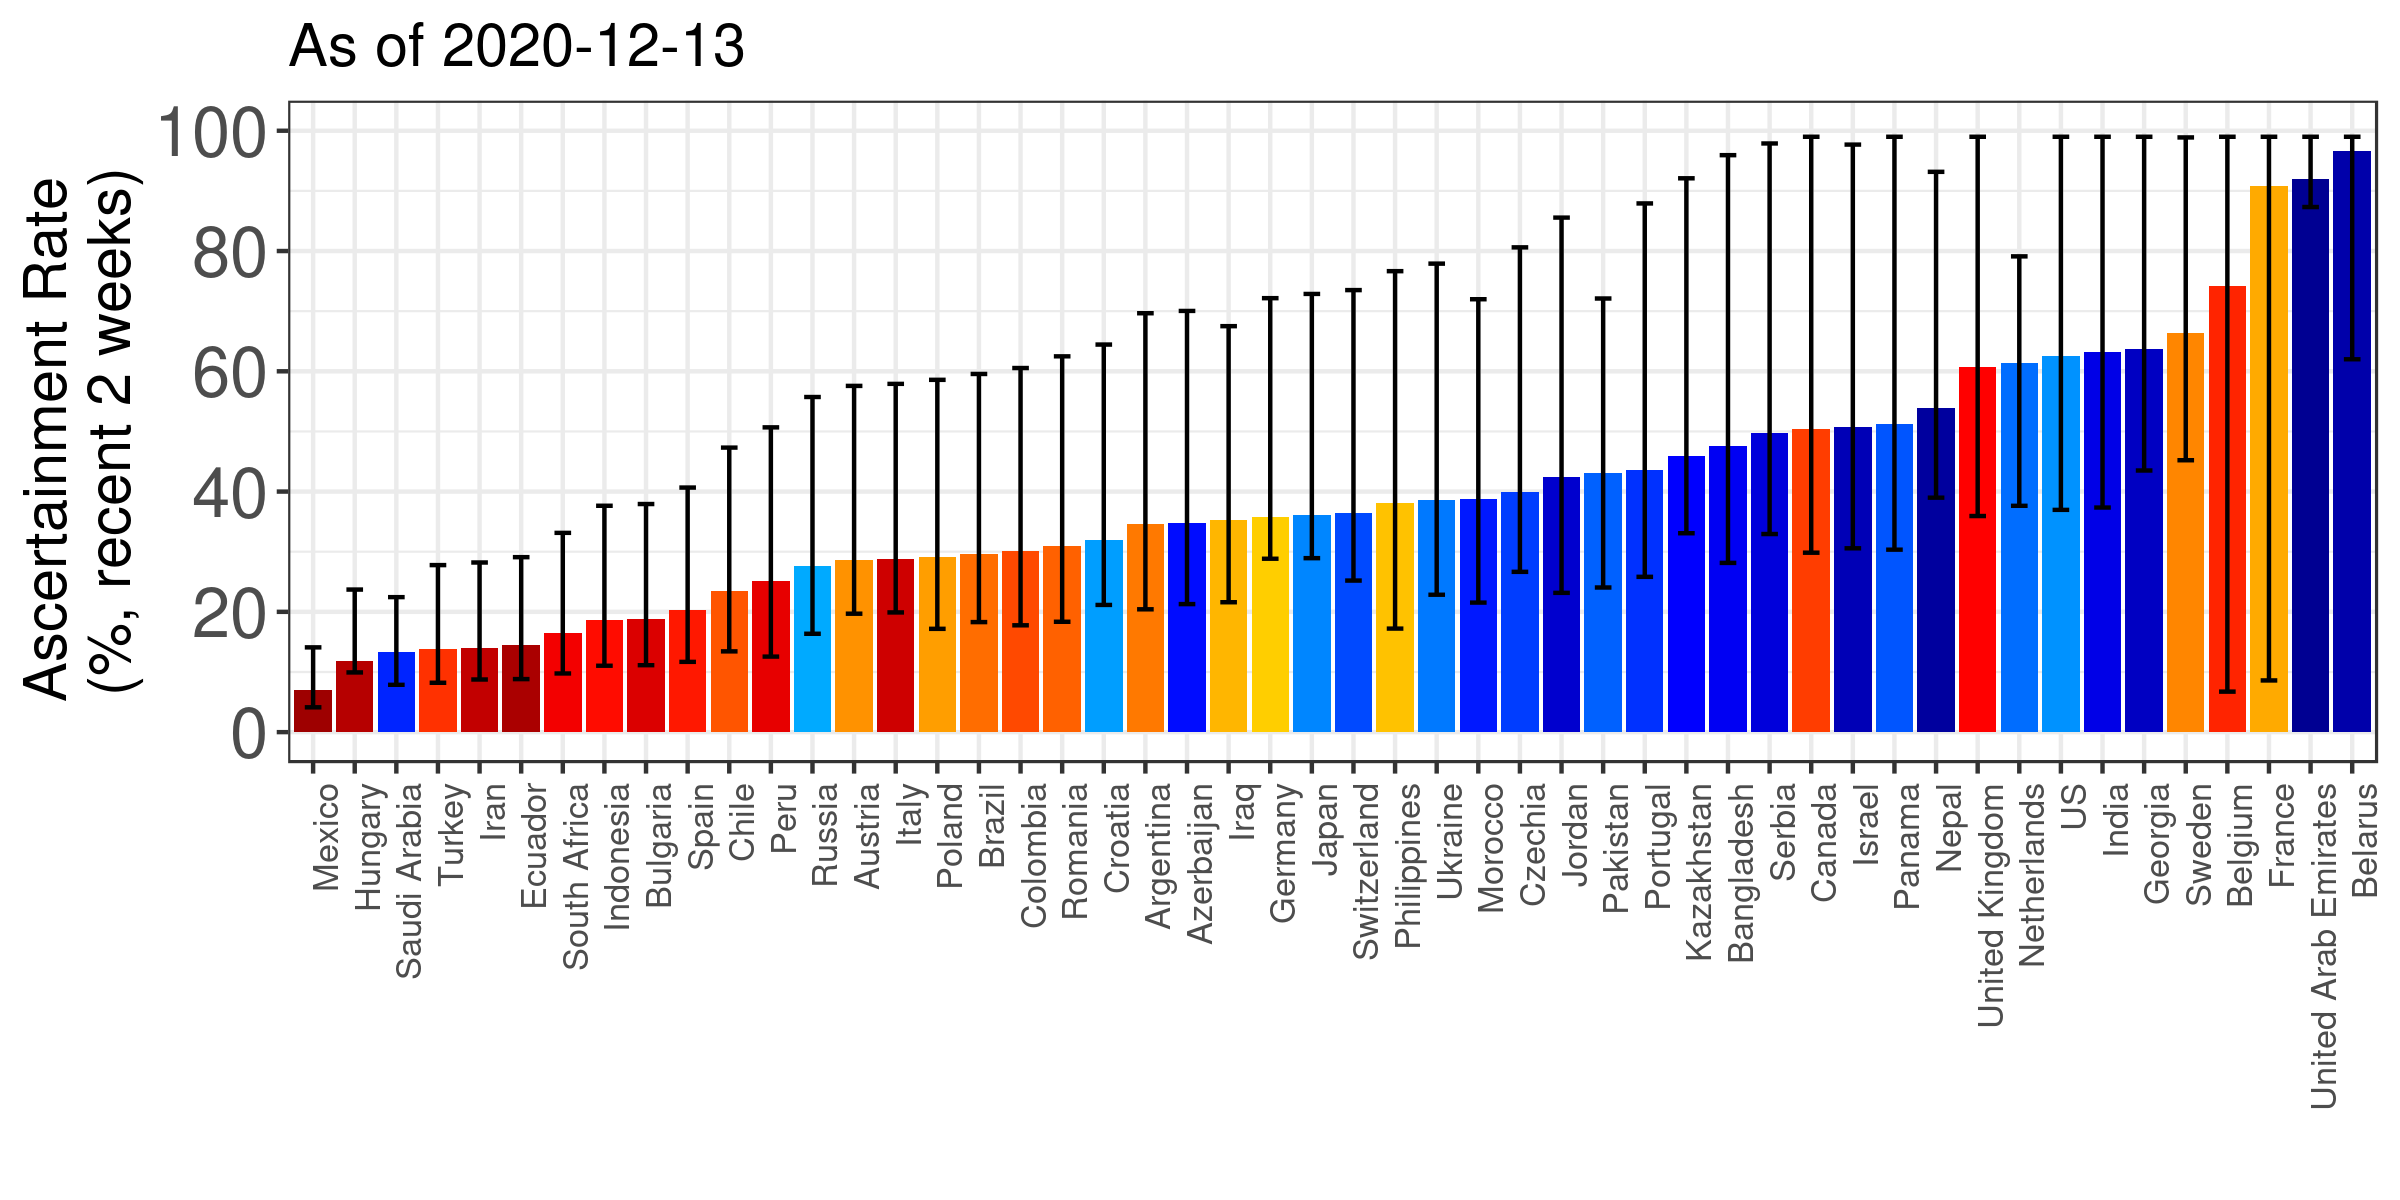 As of 2020-12-13
Ascertainment Rate
(%, recent 2 weeks)
100
80
60
40
20
0
Mexico
Hungary
Saudi Arabia
Turkey
Iran
Ecuador
South Africa
Indonesia
Bulgaria
Spain
Chile
Peru
Russia
Austria
Italy
Poland
Brazil
Colombia
Romania
Croatia
Argentina
Azerbaijan
Iraq
Germany
Japan
Switzerland
Philippines
Ukraine
Morocco
Czechia
Jordan
Pakistan
Portugal
Kazakhstan
Bangladesh
Serbia
Canada
Israel
Panama
Nepal
United Kingdom
Netherlands
US
India
Georgia
Sweden
Belgium
France
United Arab Emirates
Belarus